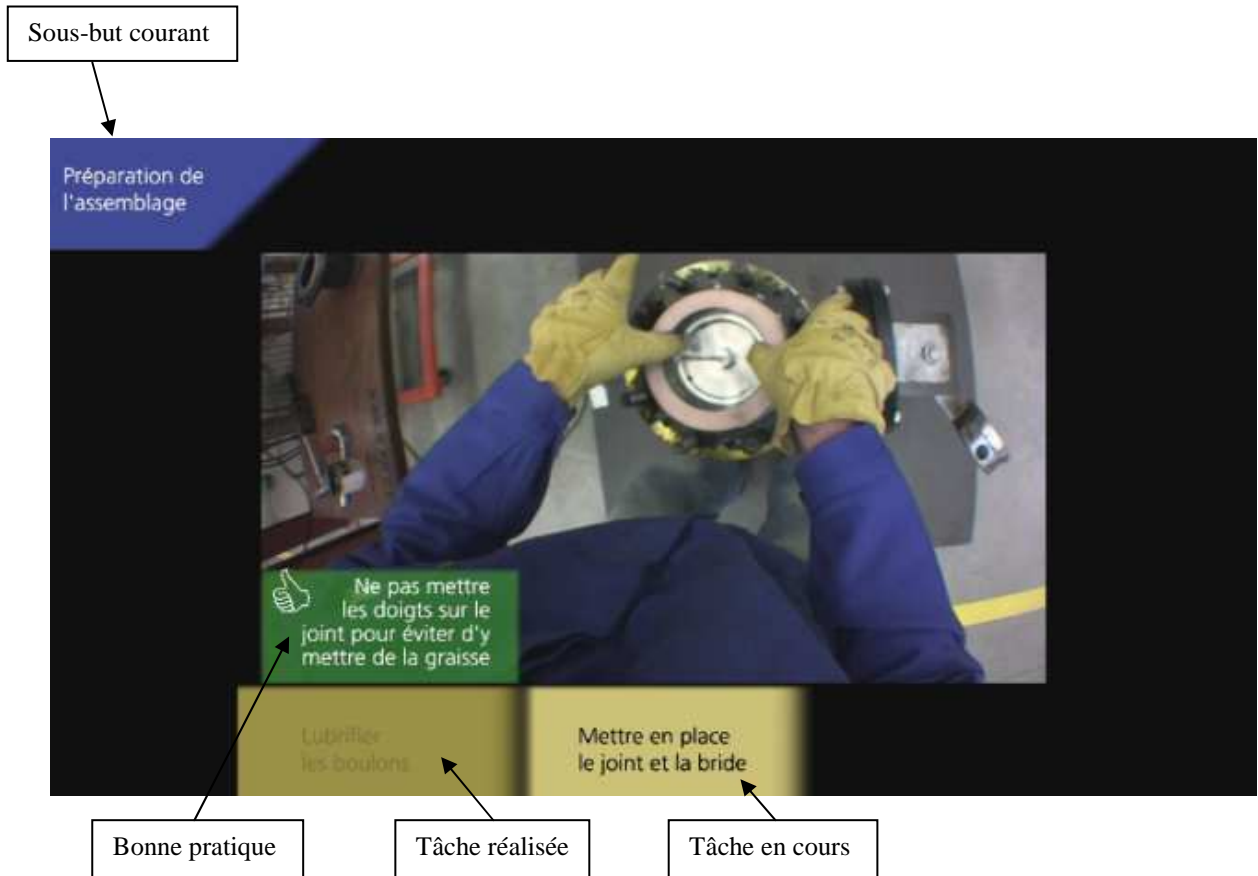 Sous-but courant
Préparation de
l'assemblage
Ne pas mettre
les doigts sur le
joint pour éviter d'y
mettre de la graisse
Lubrifier
les boulons
Mettre en place
le joint et la bride
Bonne pratique
Tâche réalisée
Tâche en cours